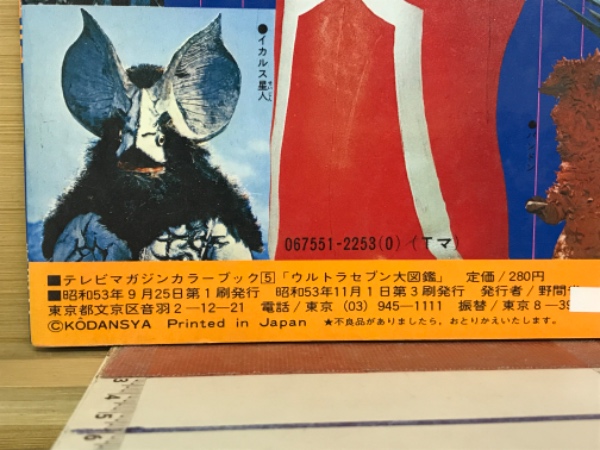 ●イカルス星人
067551-2253(0)(Tマ)
■テレビマガジンカラーブック5「ウルトラセブン大図鑑」 定価/280円
■昭和53年9月25日第1刷発行 昭和53年11月1日第3刷発行 発行者/野間
東京都文京区音羽2-12-21 電話/東京(03)945-1111 振替/東京8-39
©KŌDANSYA Printed in Japan ★不良品がありましたら、おとりかえいたします。
3
4
5
6